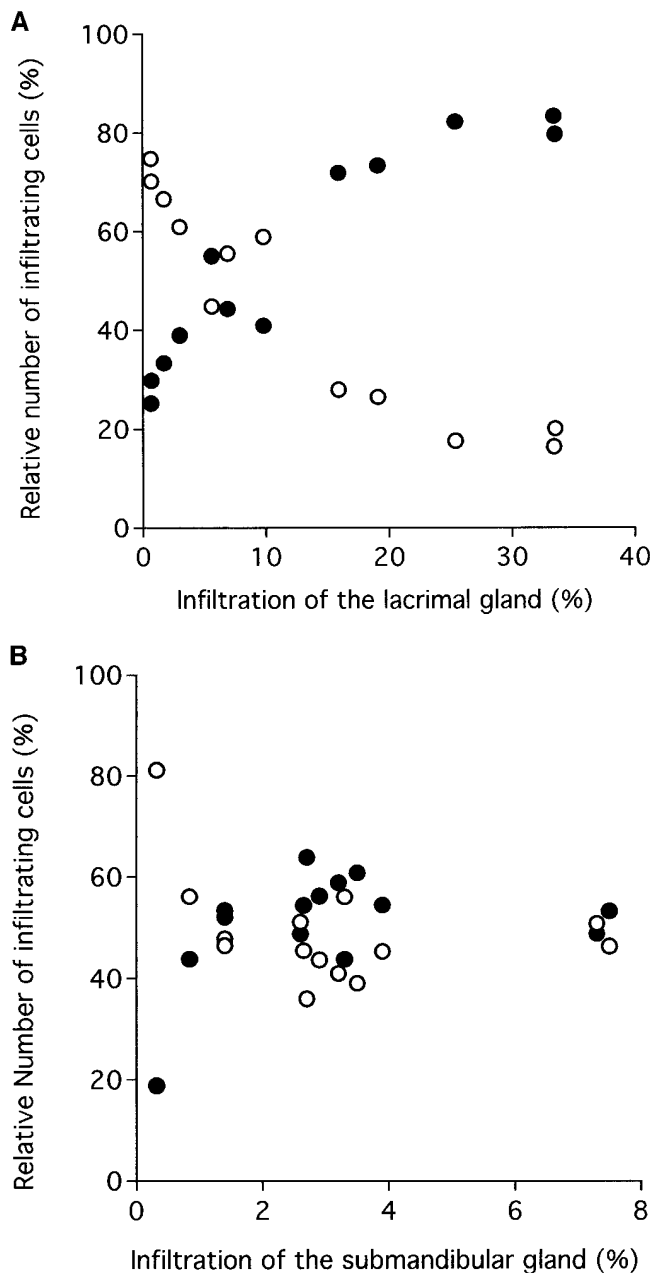 A
Relative number of infiltrating cells (%)
100
80
60
40
20
0
0 10 20 30 40
Infiltration of the lacrimal gland (%)
B
Relative Number of infiltrating cells (%)
100
80
60
40
20
0
0 2 4 6 8
Infiltration of the submandibular gland (%)